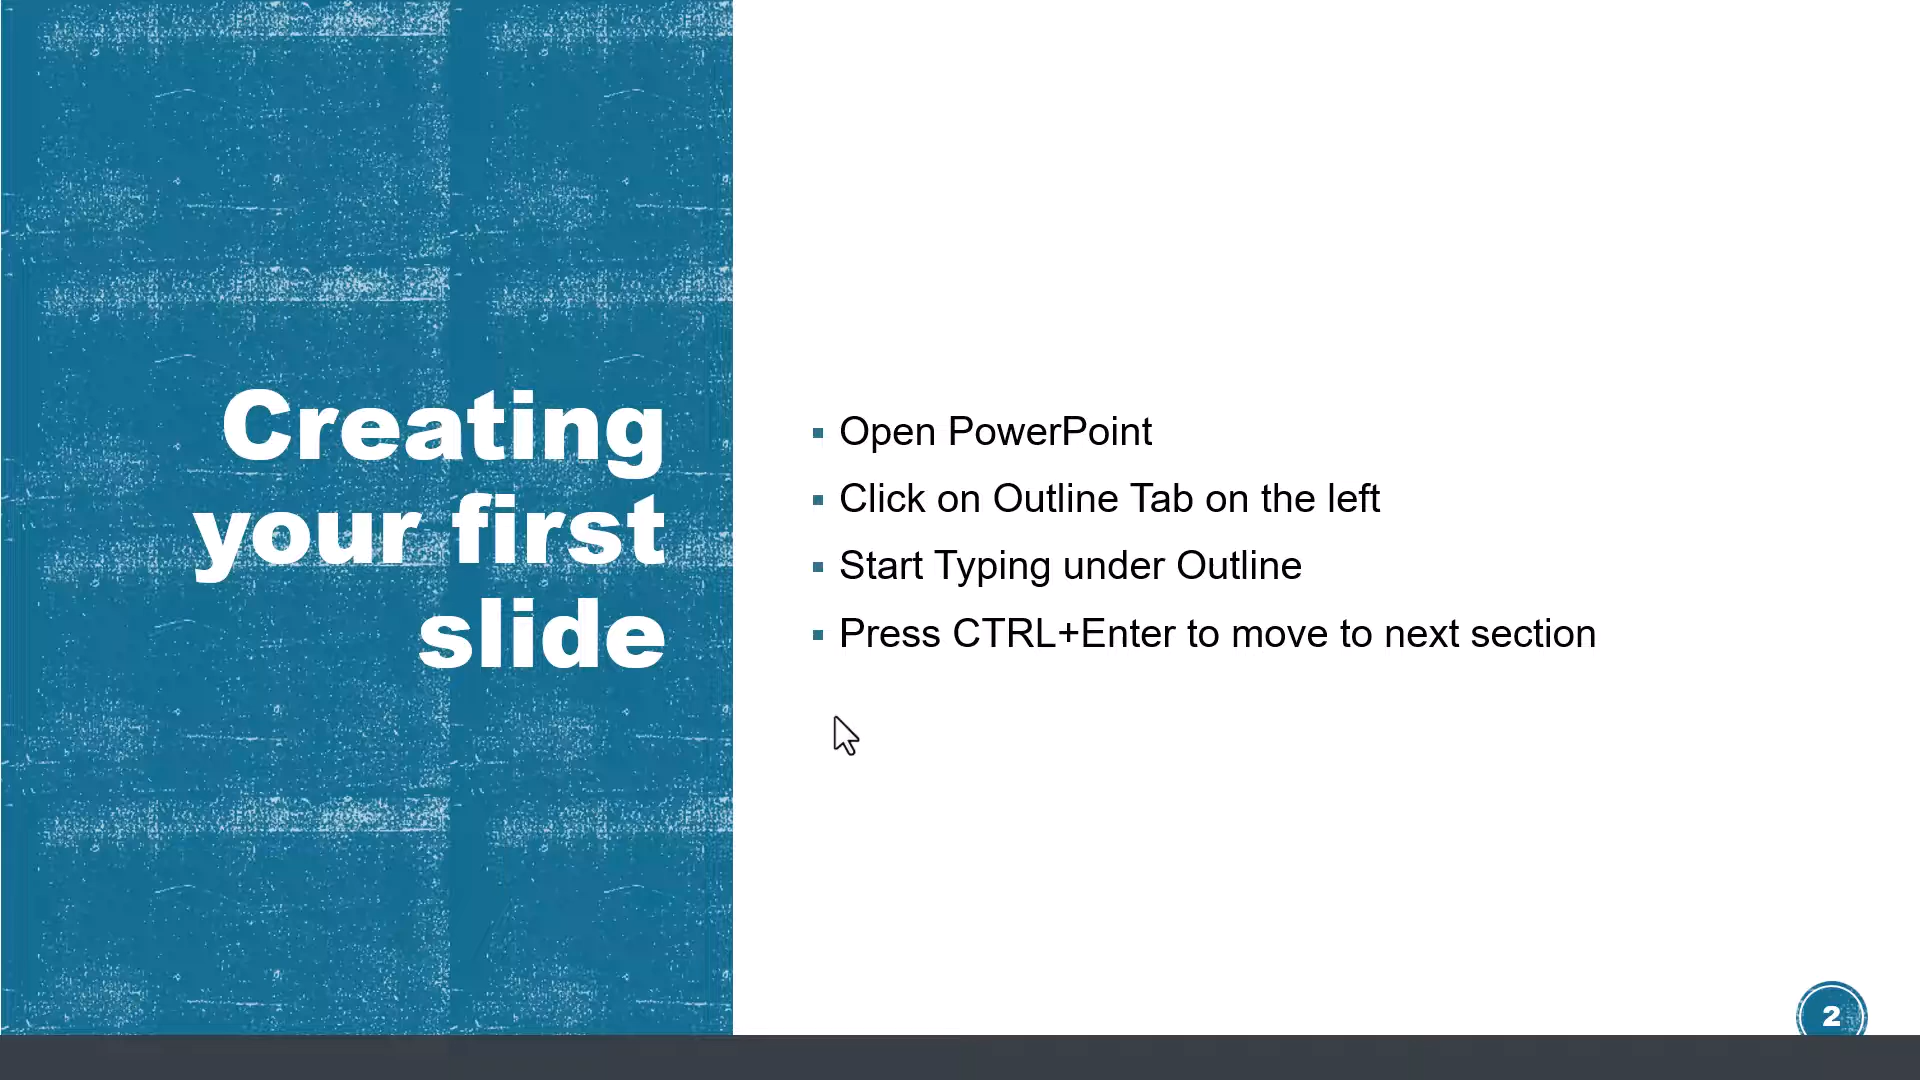 Creating
your first
slide
Open PowerPoint
Click on Outline Tab on the left
Start Typing under Outline
Press CTRL+Enter to move to next section
2